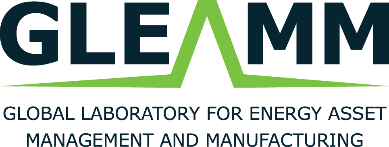 GLEAMM
GLOBAL LABORATORY FOR ENERGY ASSET
MANAGEMENT AND MANUFACTURING